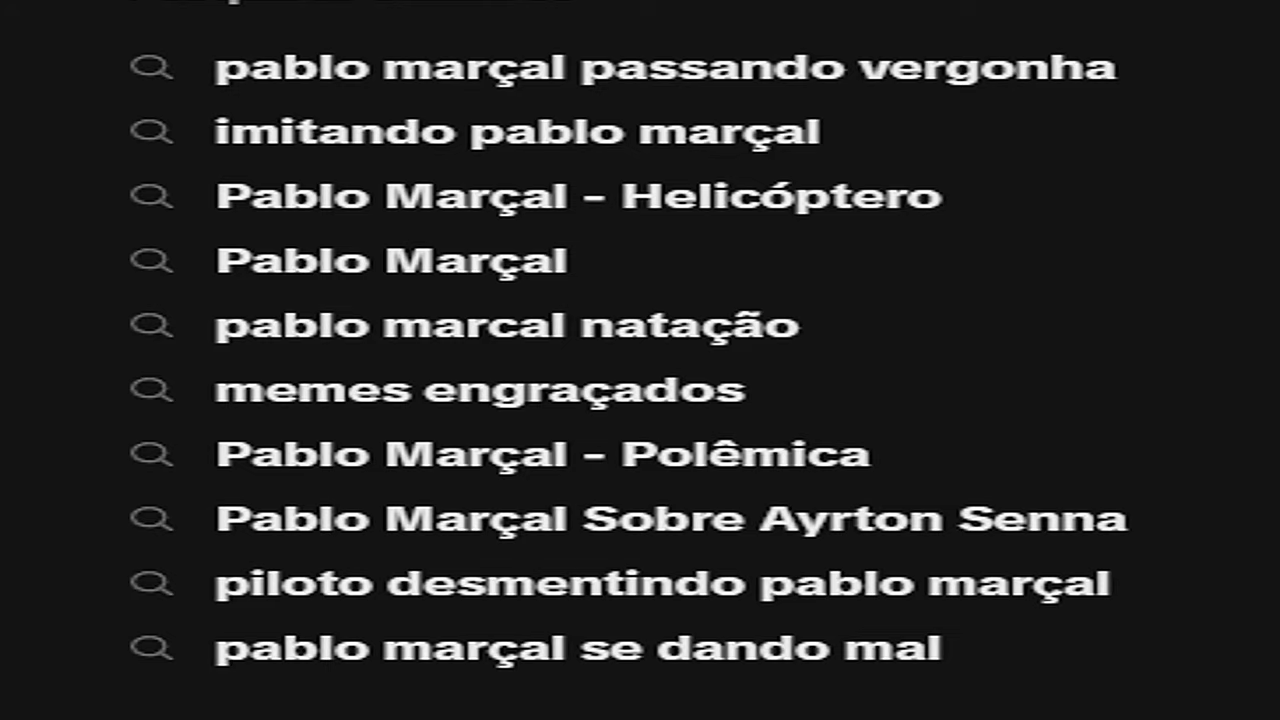 pablo marçal passando vergonha
imitando pablo marçal
Pablo Marçal - Helicóptero
Pablo Marçal
pablo marcal natação
memes engraçados
Pablo Marçal - Polêmica
Pablo Marçal Sobre Ayrton Senna
piloto desmentindo pablo marçal
pablo marçal se dando mal